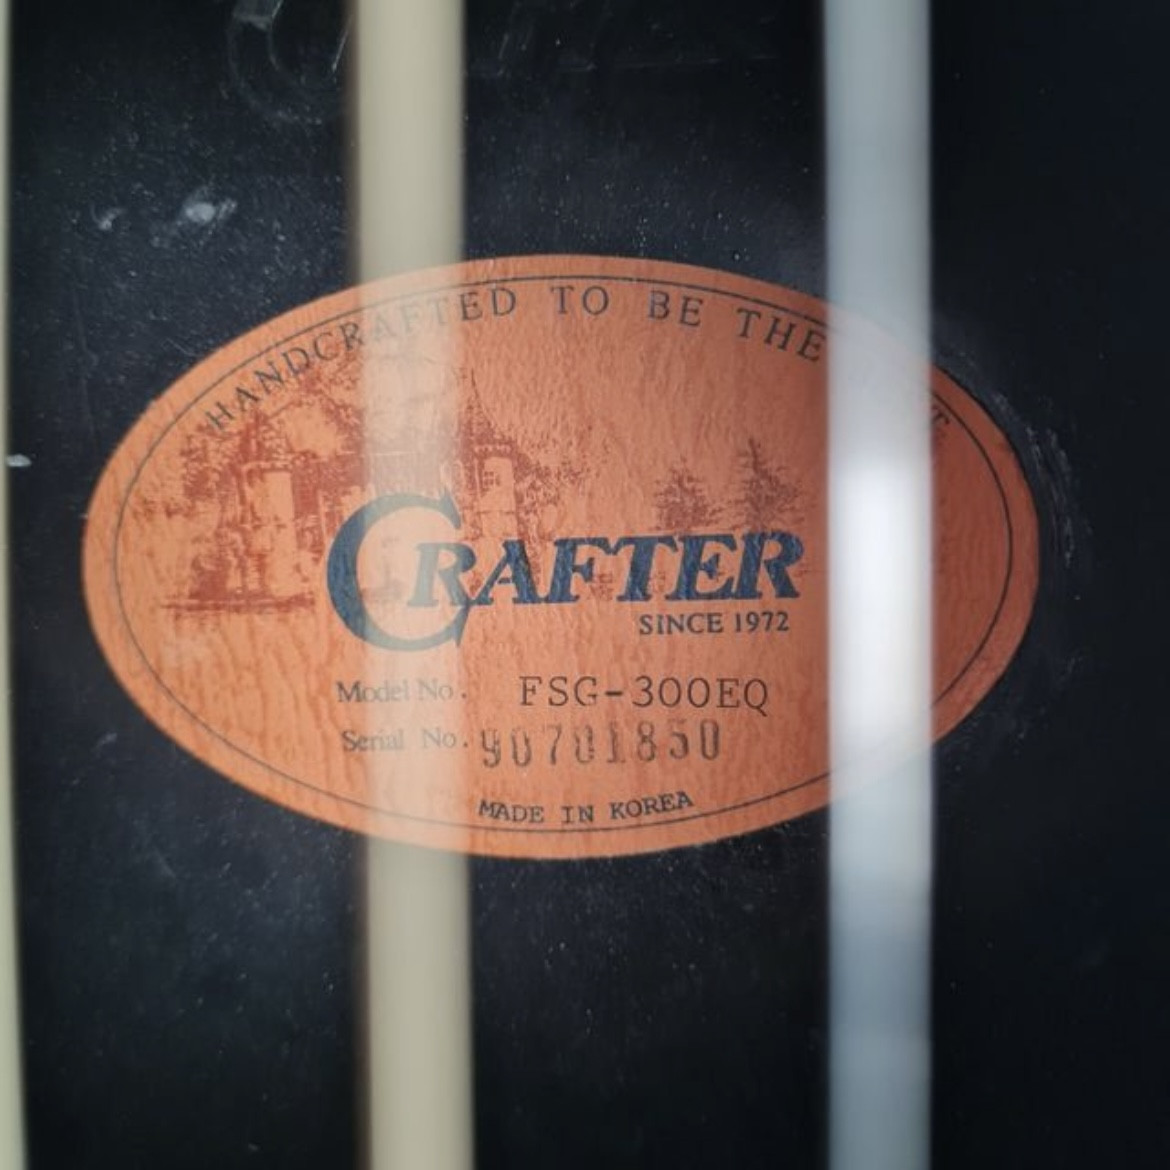 HANDCRAFTED TO BE THE
CRAFTER
SINCE 1972
Model No. FSG-300EQ
Serial No. 90701850
MADE IN KOREA